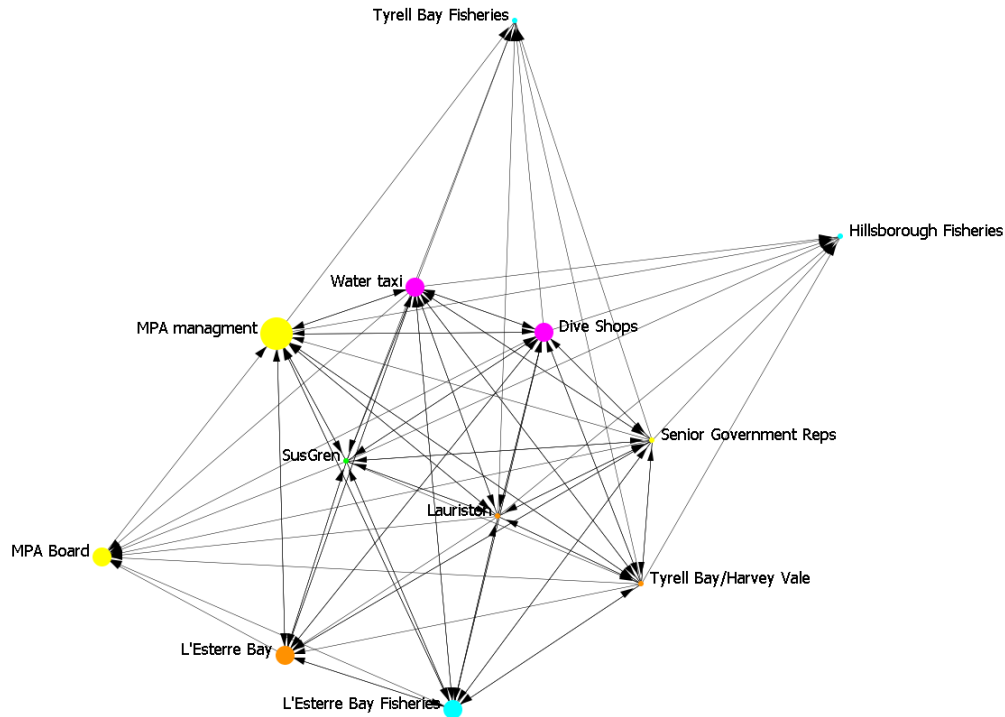 Tyrell Bay Fisheries
Hillsborough Fisheries
Water taxi
MPA managment
Dive Shops
Senior Government Reps
SusGren
Lauriston
MPA Board
Tyrell Bay/Harvey Vale
L'Esterre Bay
L'Esterre Bay Fisheries